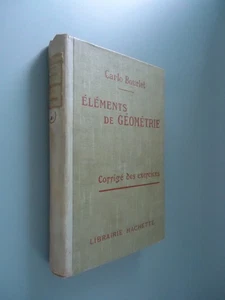 Carlo Bourlet
ÉLÉMENTS
DE GÉOMÉTRIE
Corrigé des exercices
LIBRAIRIE HACHETTE